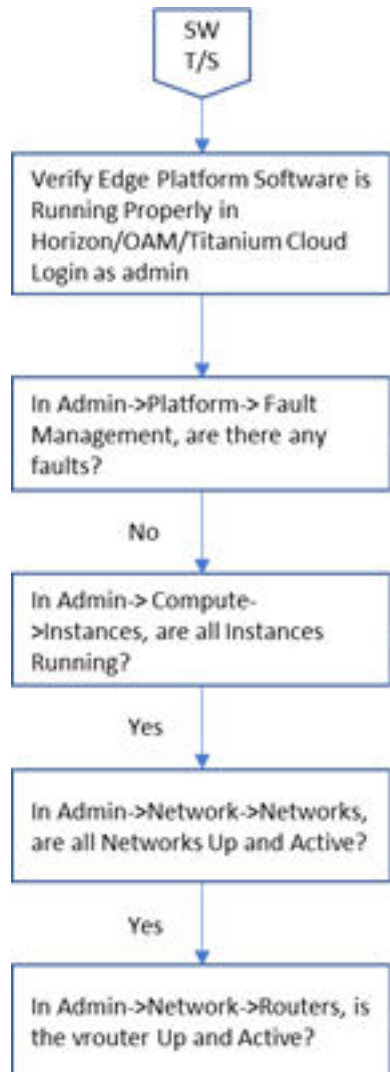 SW
T/S
Verify Edge Platform Software is
Running Properly in
Horizon/OAM/Titanium Cloud
Login as admin
In Admin->Platform-> Fault
Management, are there any
faults?
No
In Admin-> Compute-
>Instances, are all Instances
Running?
Yes
In Admin->Network->Networks,
are all Networks Up and Active?
Yes
In Admin->Network->Routers, is
the vrouter Up and Active?